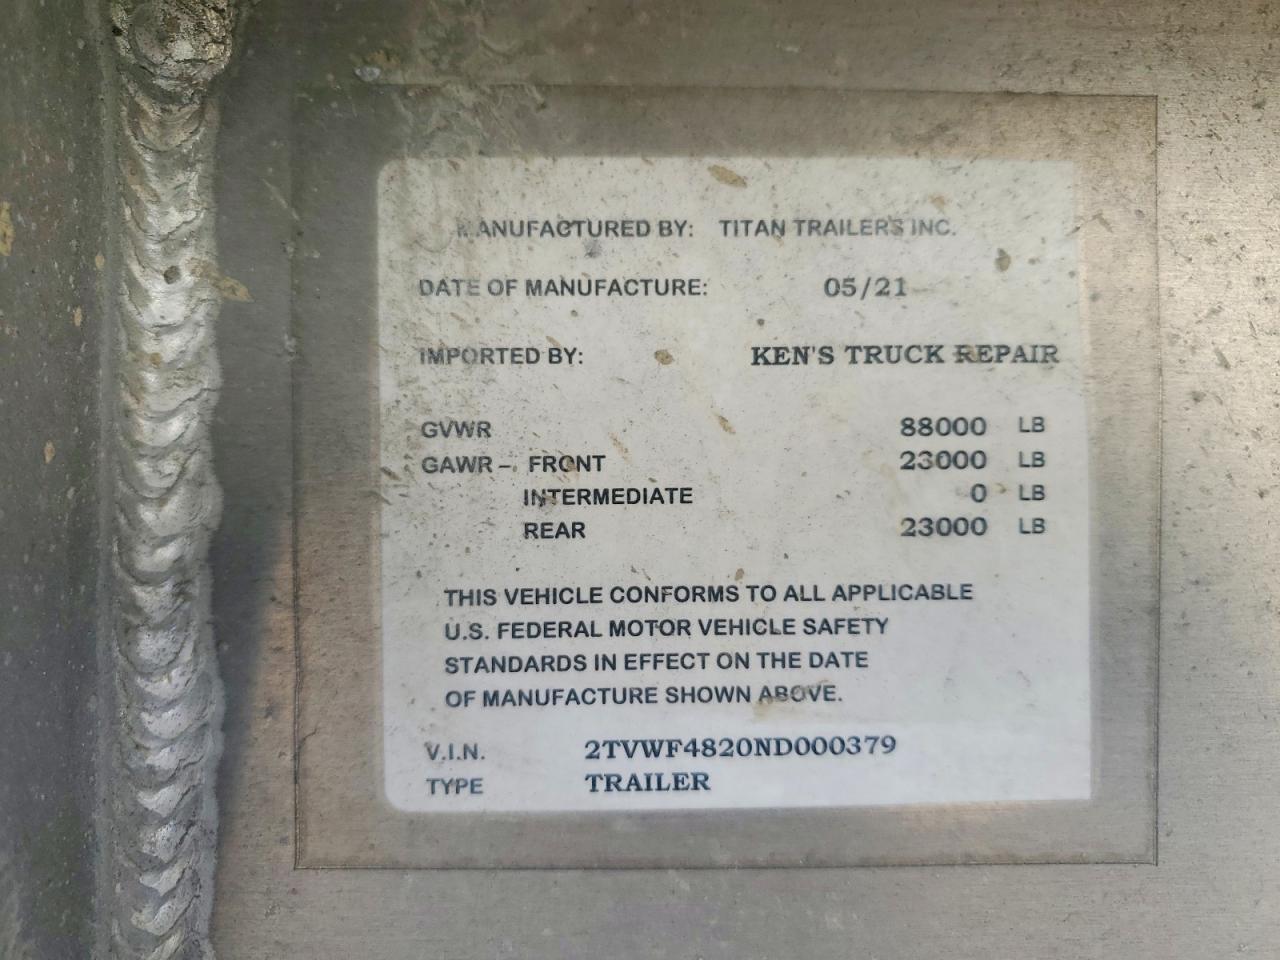 MANUFACTURED BY: TITAN TRAILERS INC.
DATE OF MANUFACTURE: 05/21
IMPORTED BY: KEN'S TRUCK REPAIR
GVWR 88000 LB
GAWR - FRONT 23000 LB
INTERMEDIATE 0 LB
REAR 23000 LB
THIS VEHICLE CONFORMS TO ALL APPLICABLE
U.S. FEDERAL MOTOR VEHICLE SAFETY
STANDARDS IN EFFECT ON THE DATE
OF MANUFACTURE SHOWN ABOVE.
V.I.N. 2TVWF4820ND000379
TYPE TRAILER